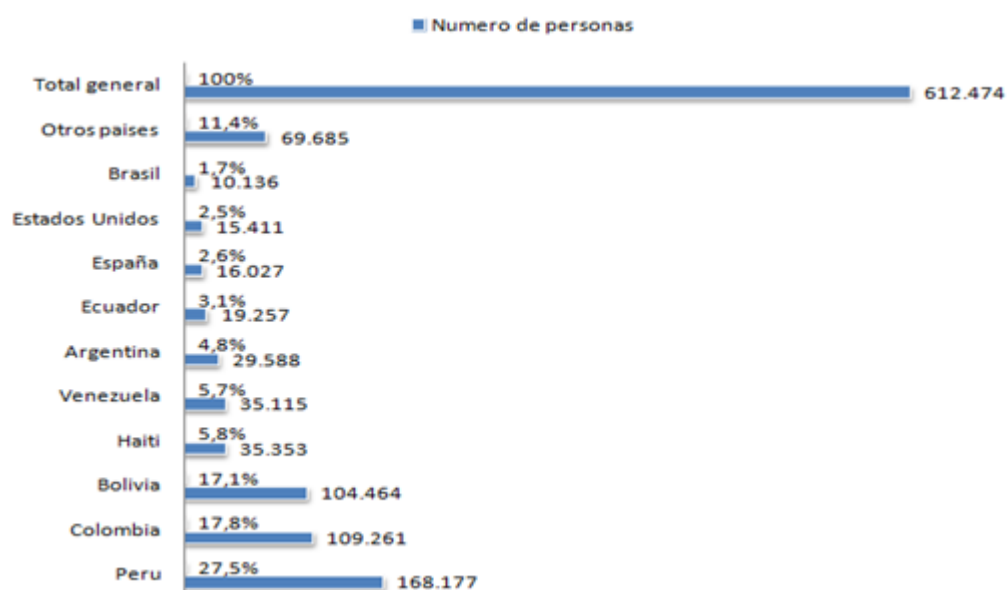 Numero de personas
Total general 100% 612.474
Otros paises 11,4% 69.685
Brasil 1,7% 10.136
Estados Unidos 2,5% 15.411
España 2,6% 16.027
Ecuador 3,1% 19.257
Argentina 4,8% 29.588
Venezuela 5,7% 35.115
Haiti 5,8% 35.353
Bolivia 17,1% 104.464
Colombia 17,8% 109.261
Peru 27,5% 168.177